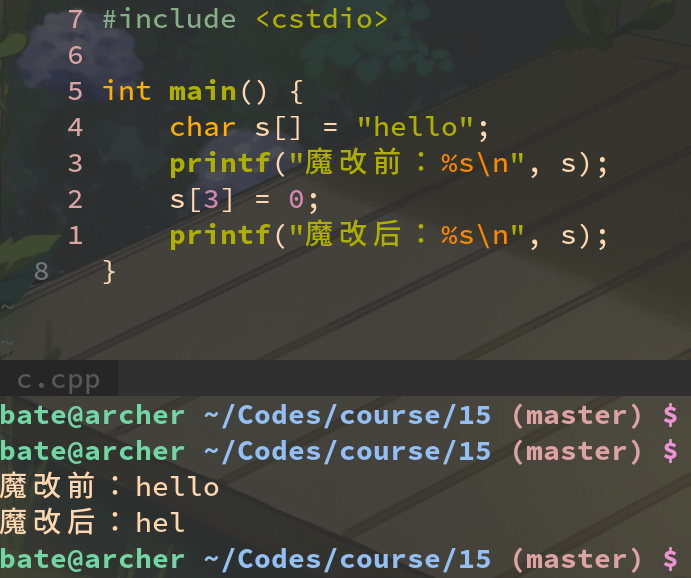 7 #include <cstdio>
6
5 int main() {
4     char s[] = "hello";
3     printf("魔改前：%s\n", s);
2     s[3] = 0;
1     printf("魔改后：%s\n", s);
8 }
~
~
c.cpp
bate@archer ~/Codes/course/15 (master) $
bate@archer ~/Codes/course/15 (master) $
魔改前：hello
魔改后：hel
bate@archer ~/Codes/course/15 (master) $